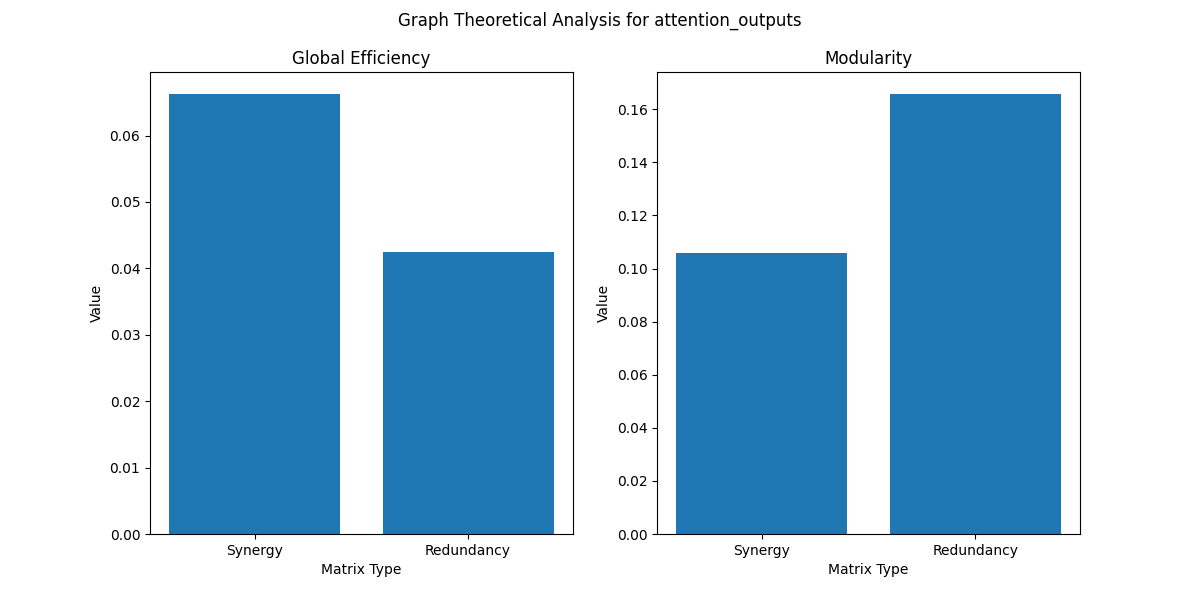 Graph Theoretical Analysis for attention_outputs
Global Efficiency
0.06
0.05
0.04
0.03
0.02
0.01
0.00
Value
Synergy
Redundancy
Matrix Type
Modularity
0.16
0.14
0.12
0.10
0.08
0.06
0.04
0.02
0.00
Value
Synergy
Redundancy
Matrix Type